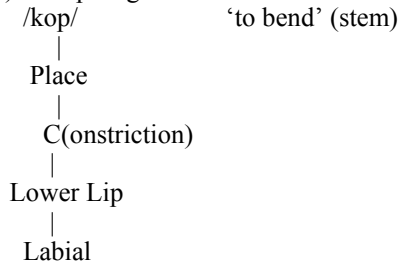 /kop/ ‘to bend’ (stem)
|
Place
|
C(onstriction)
|
Lower Lip
|
Labial